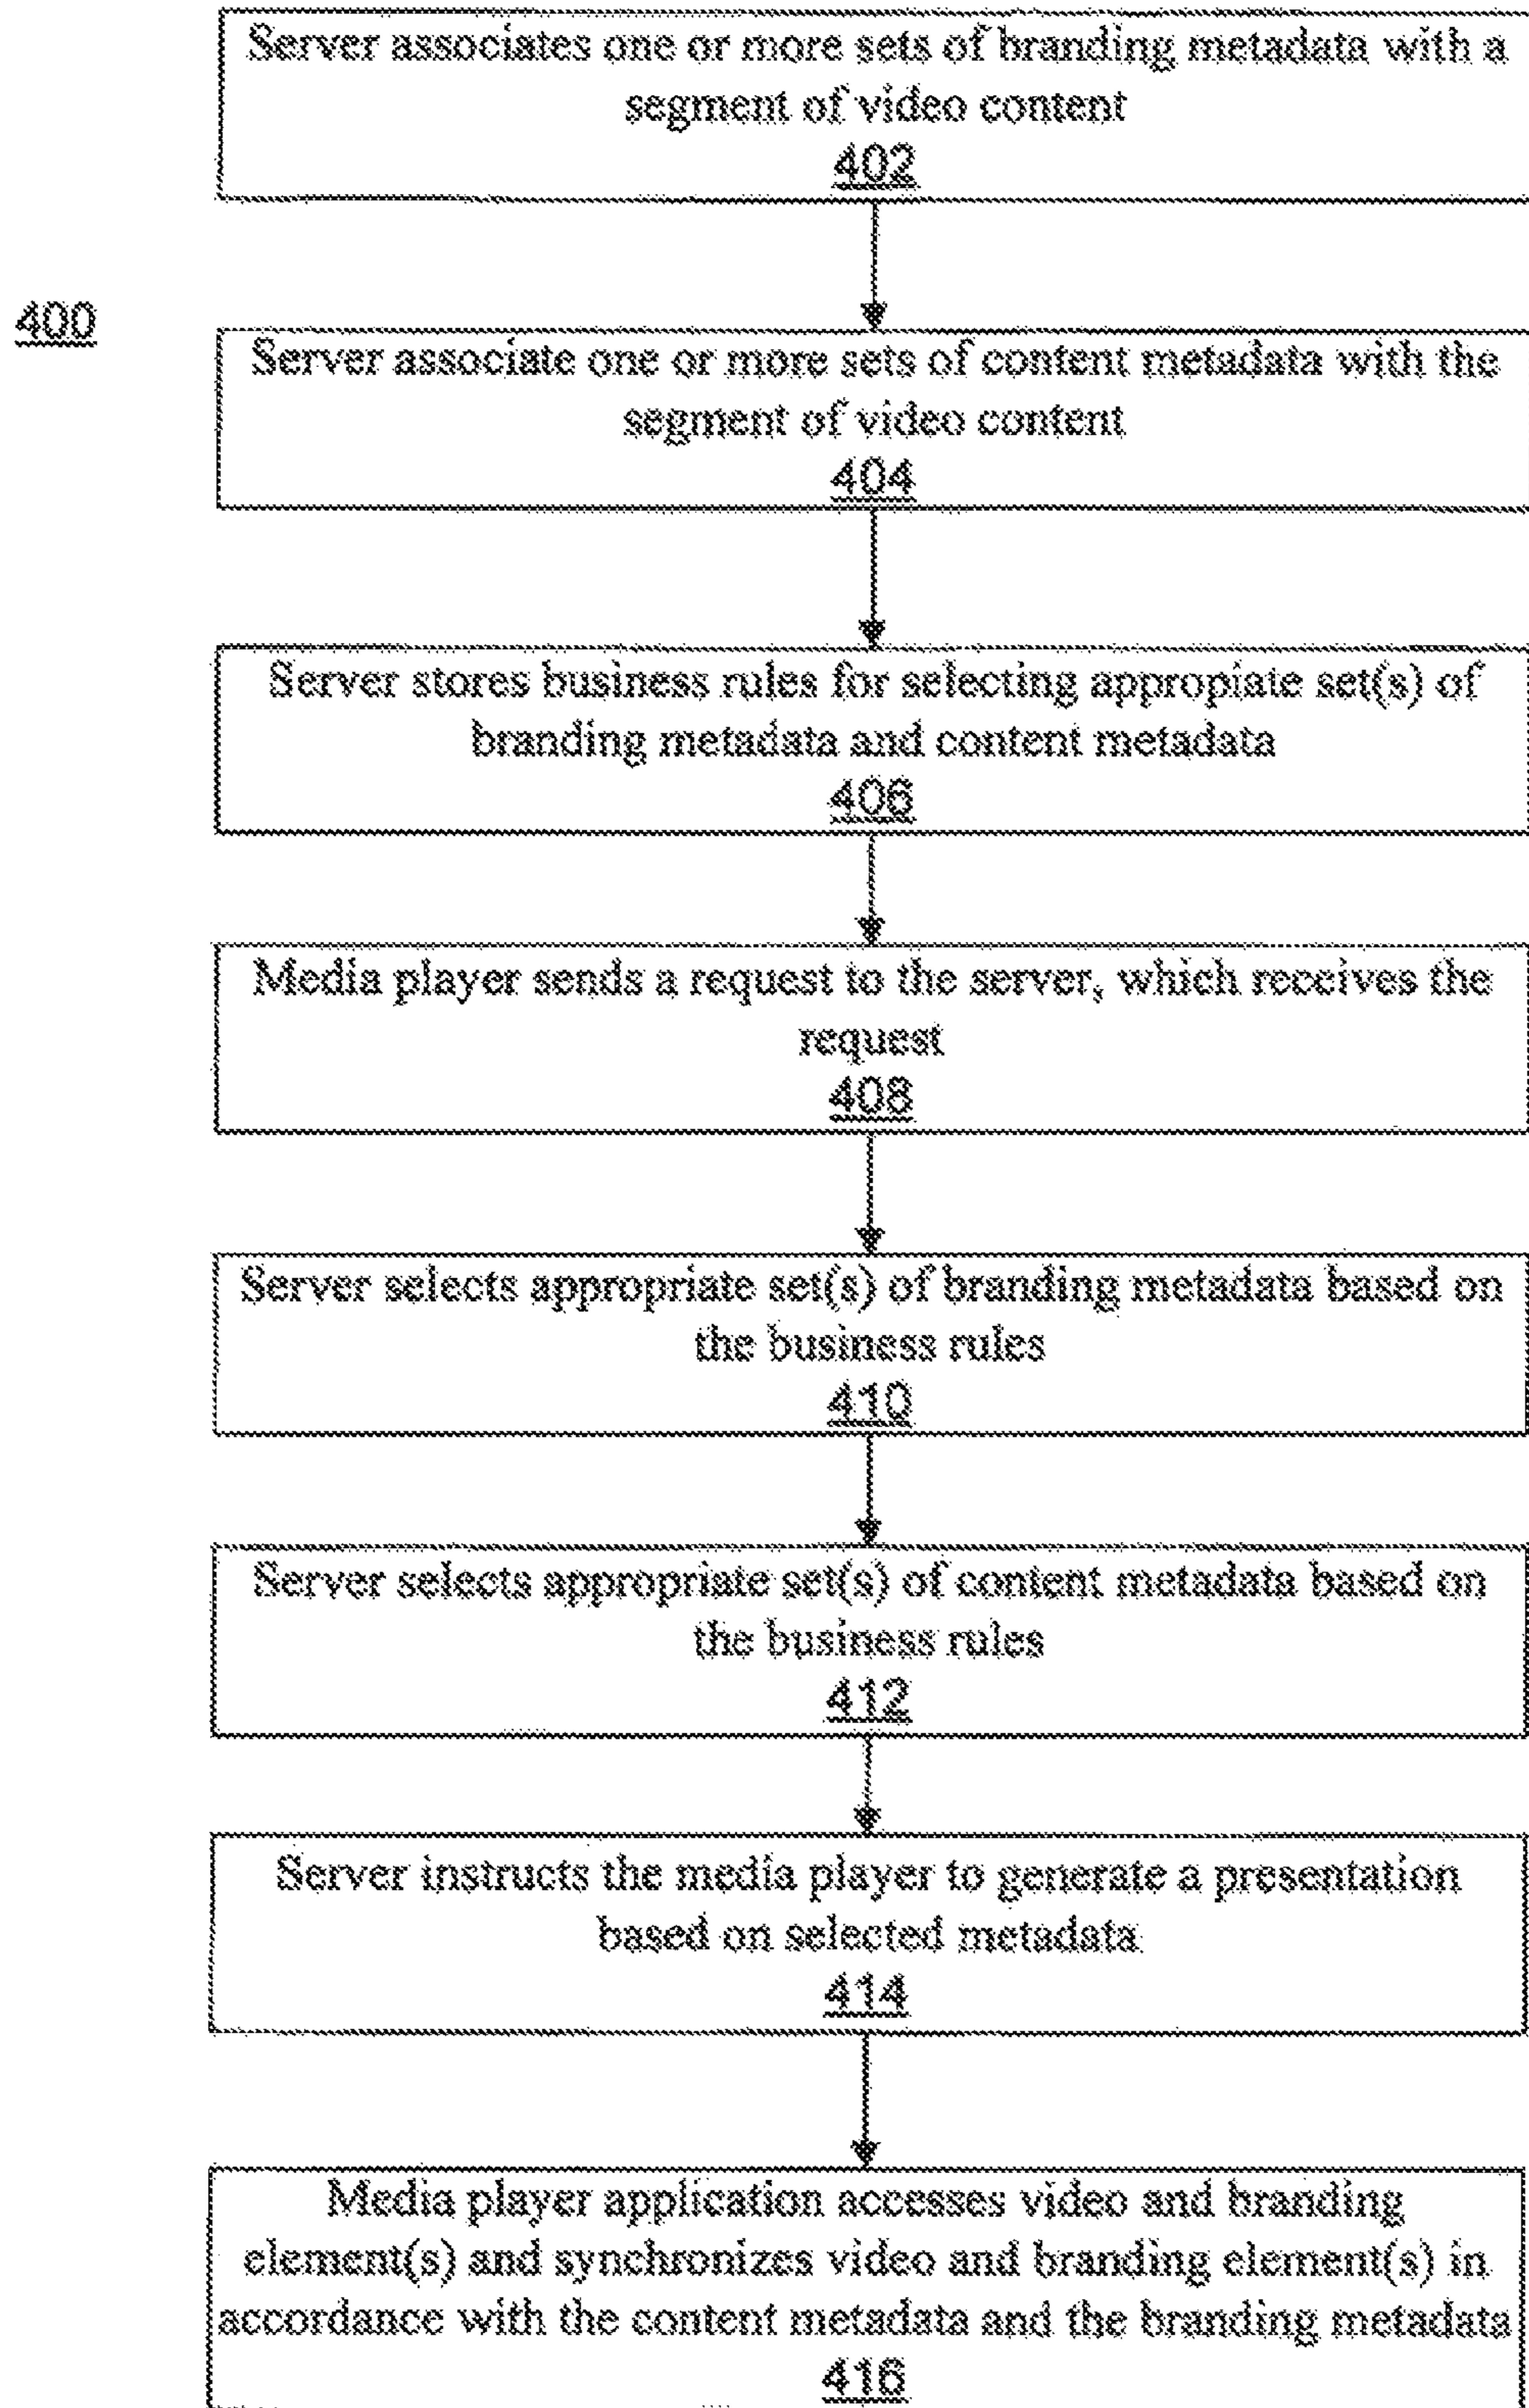 Server associates one or more sets of branding metadata with a
segment of video content
402
400
Server associate one or more sets of content metadata with the
segment of video content
404
Server stores business rules for selecting appropiate set(s) of
branding metadata and content metadata
406
Media player sends a request to the server, which receives the
request
408
Server selects appropriate set(s) of branding metadata based on
the business rules
410
Server selects appropriate set(s) of content metadata based on
the business rules
412
Server instructs the media player to generate a presentation
based on selected metadata
414
Media player application accesses video and branding
element(s) and synchronizes video and branding element(s) in
accordance with the content metadata and the branding metadata
416